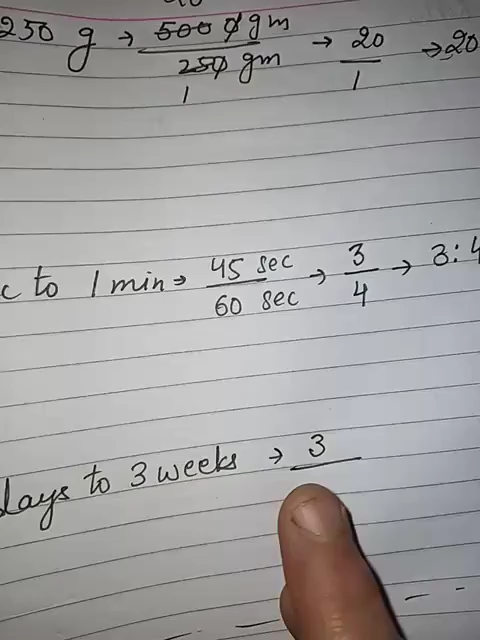 250 g → 5000 gm / 250 gm → 20 / 1 → 20
1
c to 1 min → 45 sec / 60 sec → 3 / 4 → 3:4
days to 3 weeks → 3